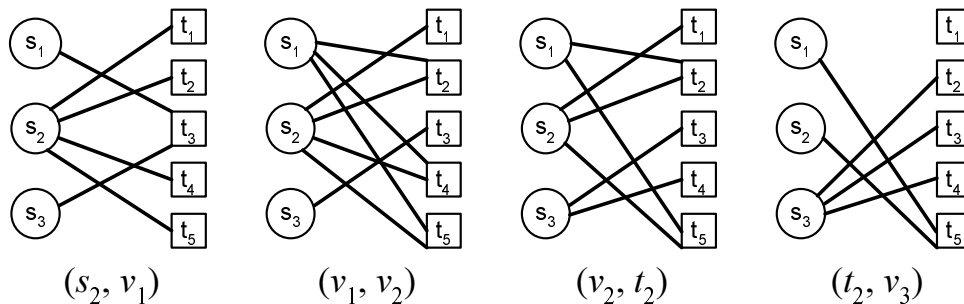 s1 t1 s1 t1 s1 t1 s1 t1
t2 t2 t2 t2
s2 t3 s2 t3 s2 t3 s2 t3
t4 t4 t4 t4
s3 t5 s3 t5 s3 t5 s3 t5
(s2, v1) (v1, v2) (v2, t2) (t2, v3)